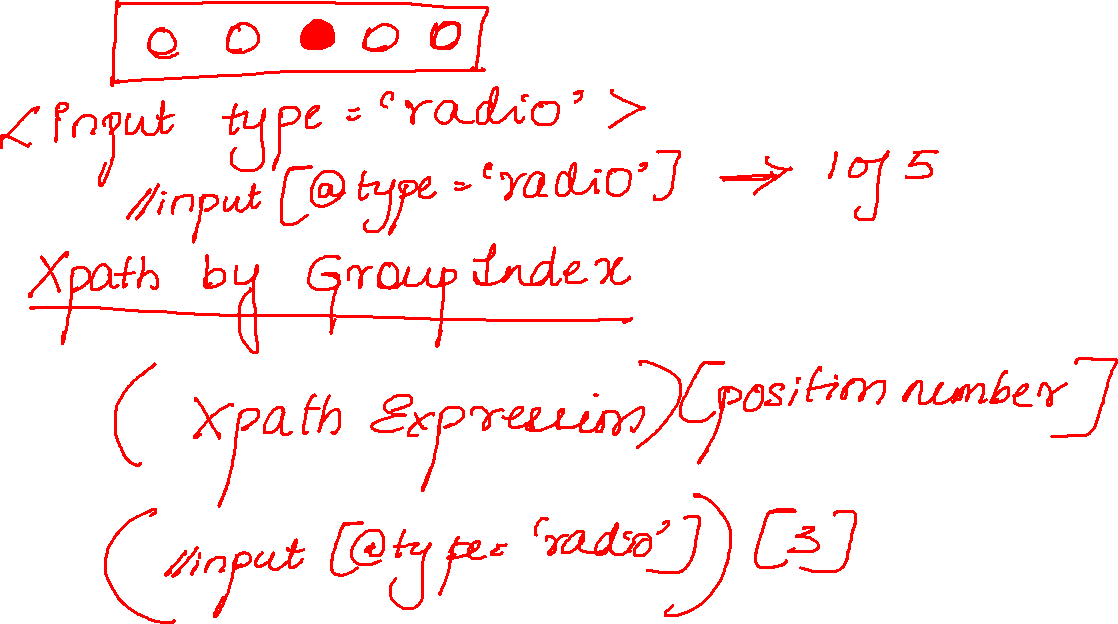 <Input type = 'radio' >
//input [@type = 'radio'] → 1 of 5
Xpath by Group Index
( Xpath Expression)[position number]
(//input [@type= 'radio'])[3]